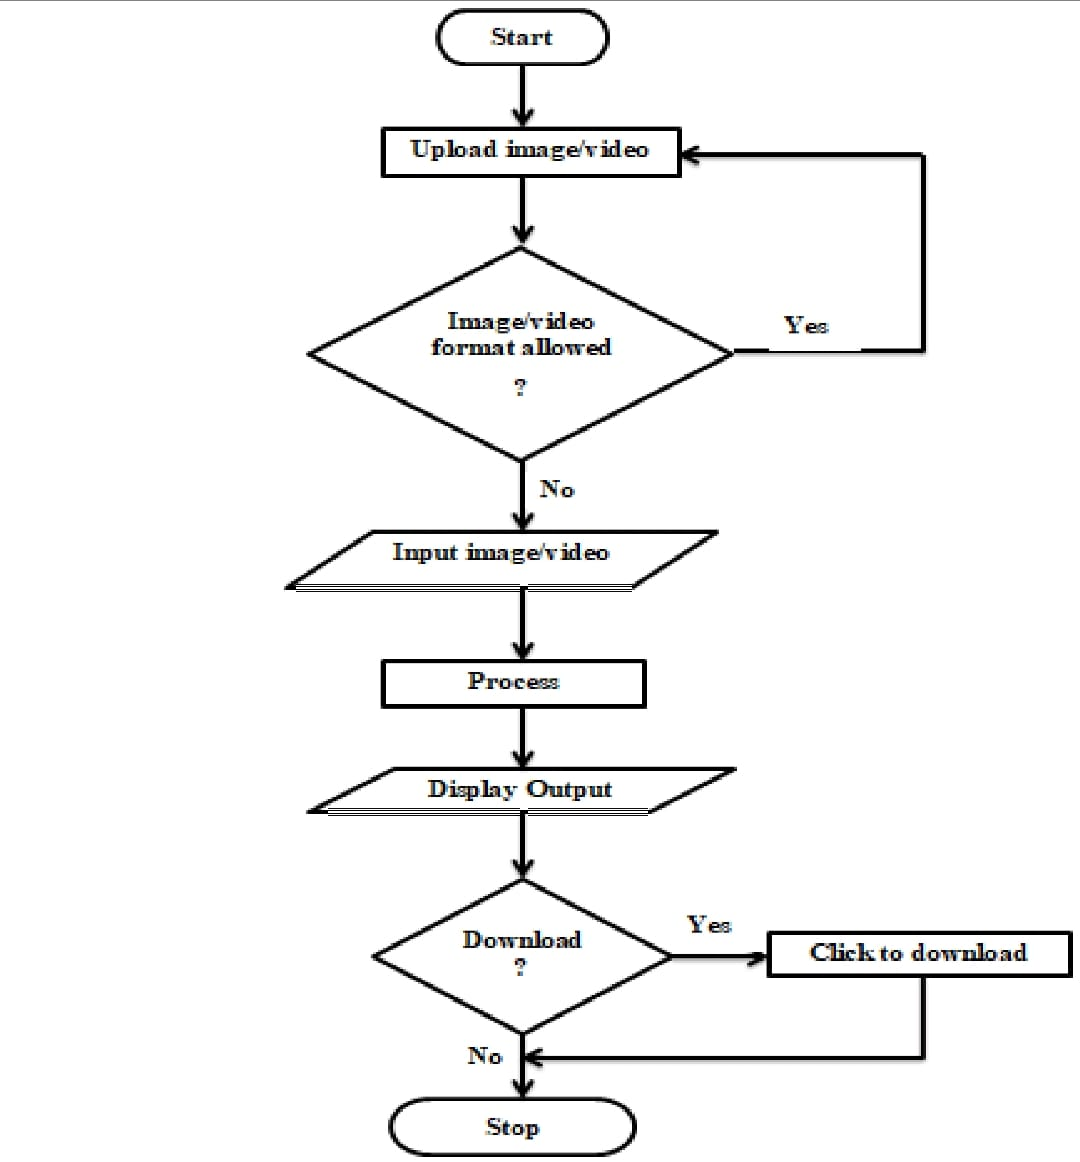 Start
Upload image/video
Image/video
format allowed
?
Yes
No
Input image/video
Process
Display Output
Download
?
Yes
Click to download
No
Stop